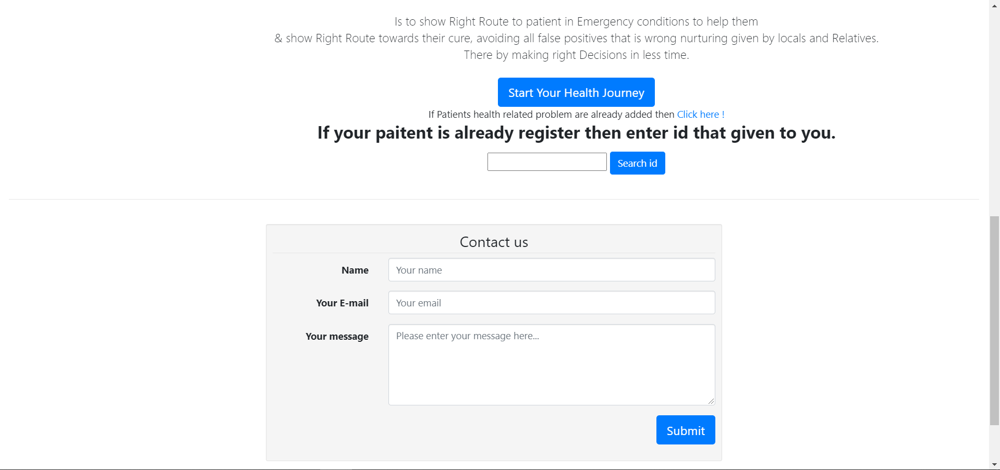 Is to show Right Route to patient in Emergency conditions to help them
& show Right Route towards their cure, avoiding all false positives that is wrong nurturing given by locals and Relatives.
There by making right Decisions in less time.
Start Your Health Journey
If Patients health related problem are already added then Click here !
If your paitent is already register then enter id that given to you.
Search id
Contact us
Name
Your name
Your E-mail
Your email
Your message
Please enter your message here...
Submit